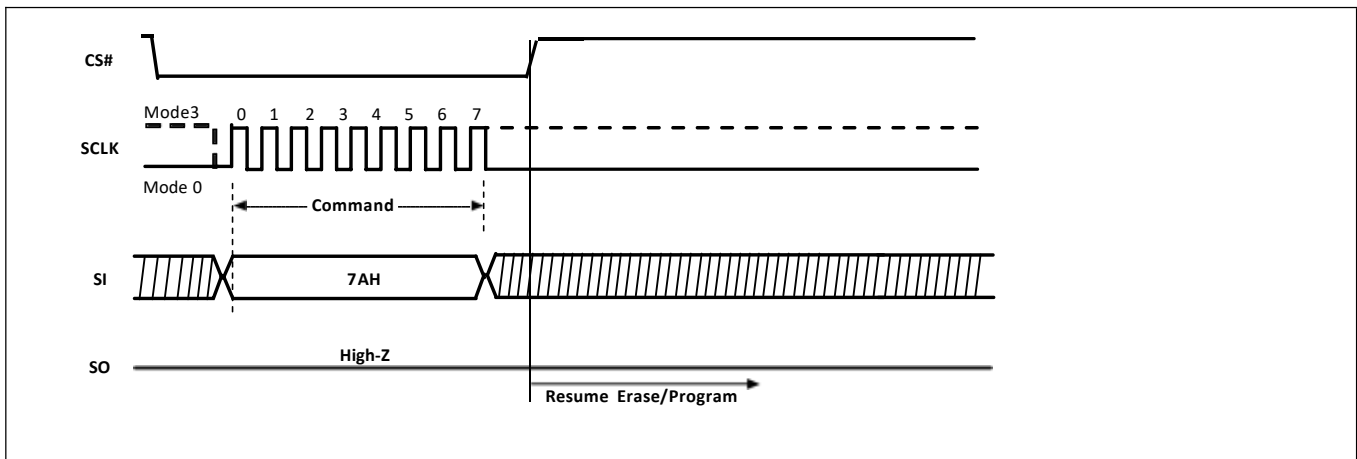 CS#
Mode3
0 1 2 3 4 5 6 7
SCLK
Mode 0
Command
SI
7AH
High-Z
SO
Resume Erase/Program